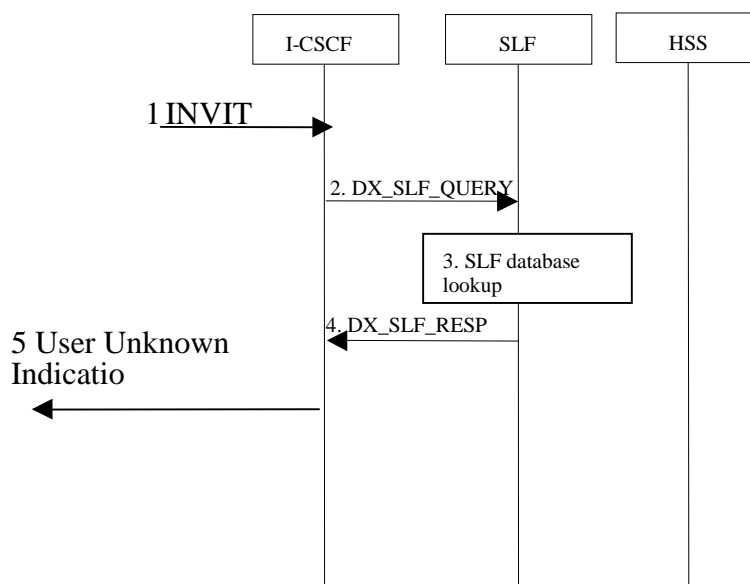 I-CSCF
SLF
HSS
1 INVIT
2. DX_SLF_QUERY
3. SLF database
lookup
4. DX_SLF_RESP
5 User Unknown
Indicatio